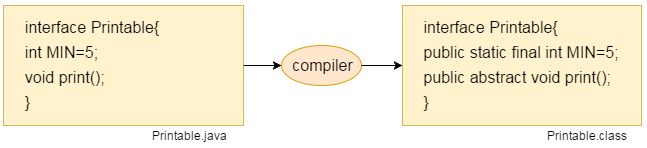 interface Printable{
int MIN=5;
void print();
}
Printable.java
compiler
interface Printable{
public static final int MIN=5;
public abstract void print();
}
Printable.class